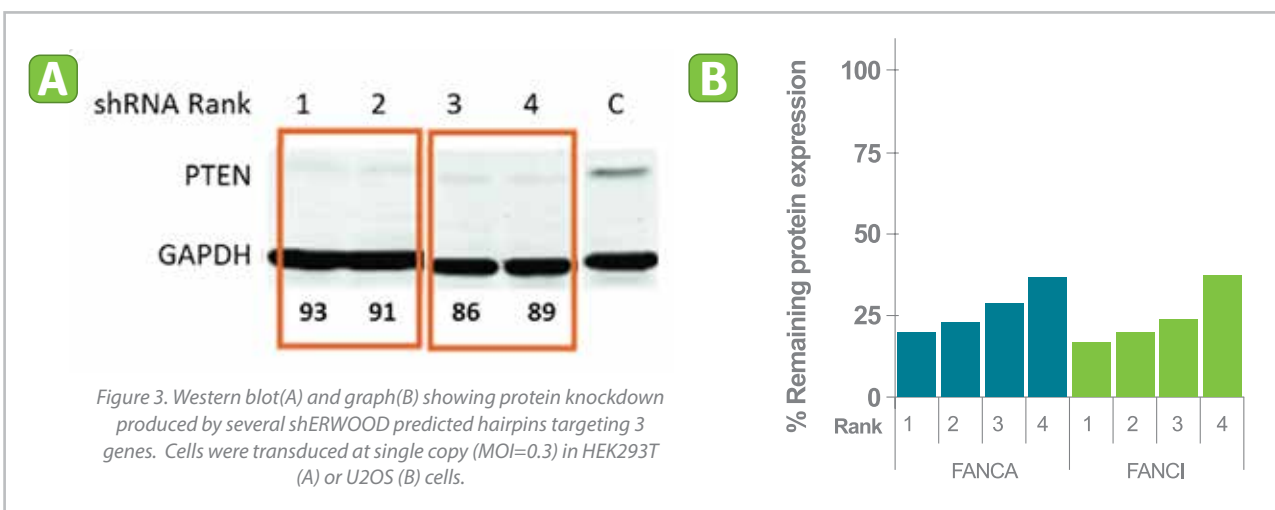 A
shRNA Rank 1 2 3 4 C
PTEN
GAPDH
93 91 86 89
Figure 3. Western blot(A) and graph(B) showing protein knockdown
produced by several shERWOOD predicted hairpins targeting 3
genes. Cells were transduced at single copy (MOI=0.3) in HEK293T
(A) or U2OS (B) cells.
B
% Remaining protein expression
100
75
50
25
0
Rank 1 2 3 4 1 2 3 4
FANCA FANCI